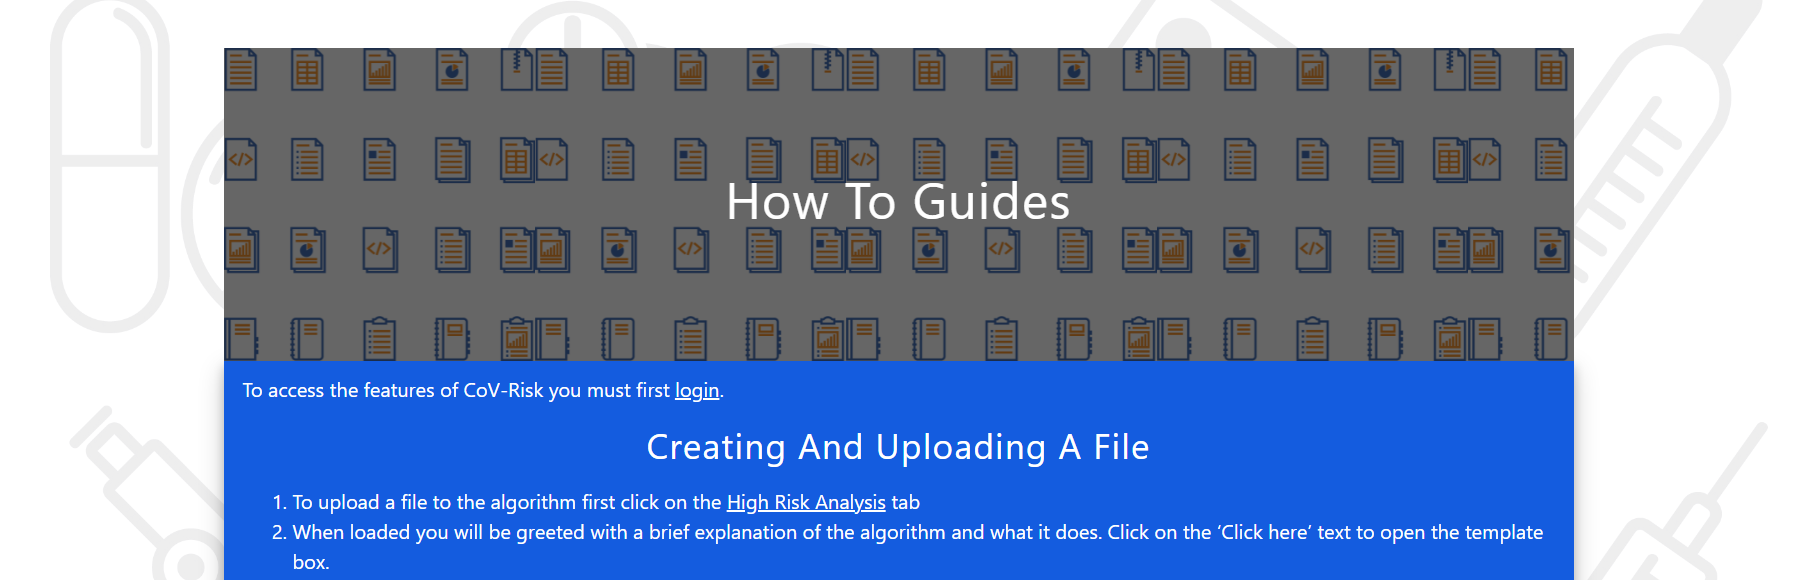 How To Guides
To access the features of CoV-Risk you must first login.
Creating And Uploading A File
1. To upload a file to the algorithm first click on the High Risk Analysis tab
2. When loaded you will be greeted with a brief explanation of the algorithm and what it does. Click on the ‘Click here’ text to open the template
box.